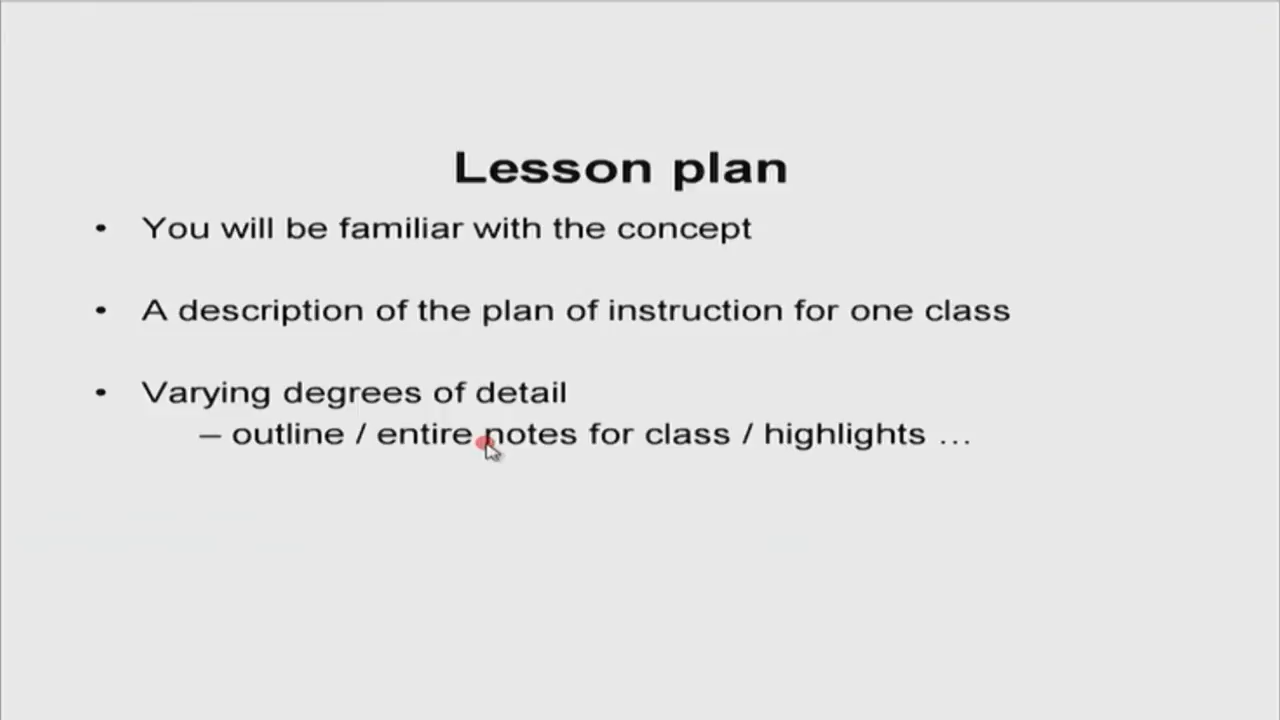 Lesson plan
• You will be familiar with the concept
• A description of the plan of instruction for one class
• Varying degrees of detail
– outline / entire notes for class / highlights …